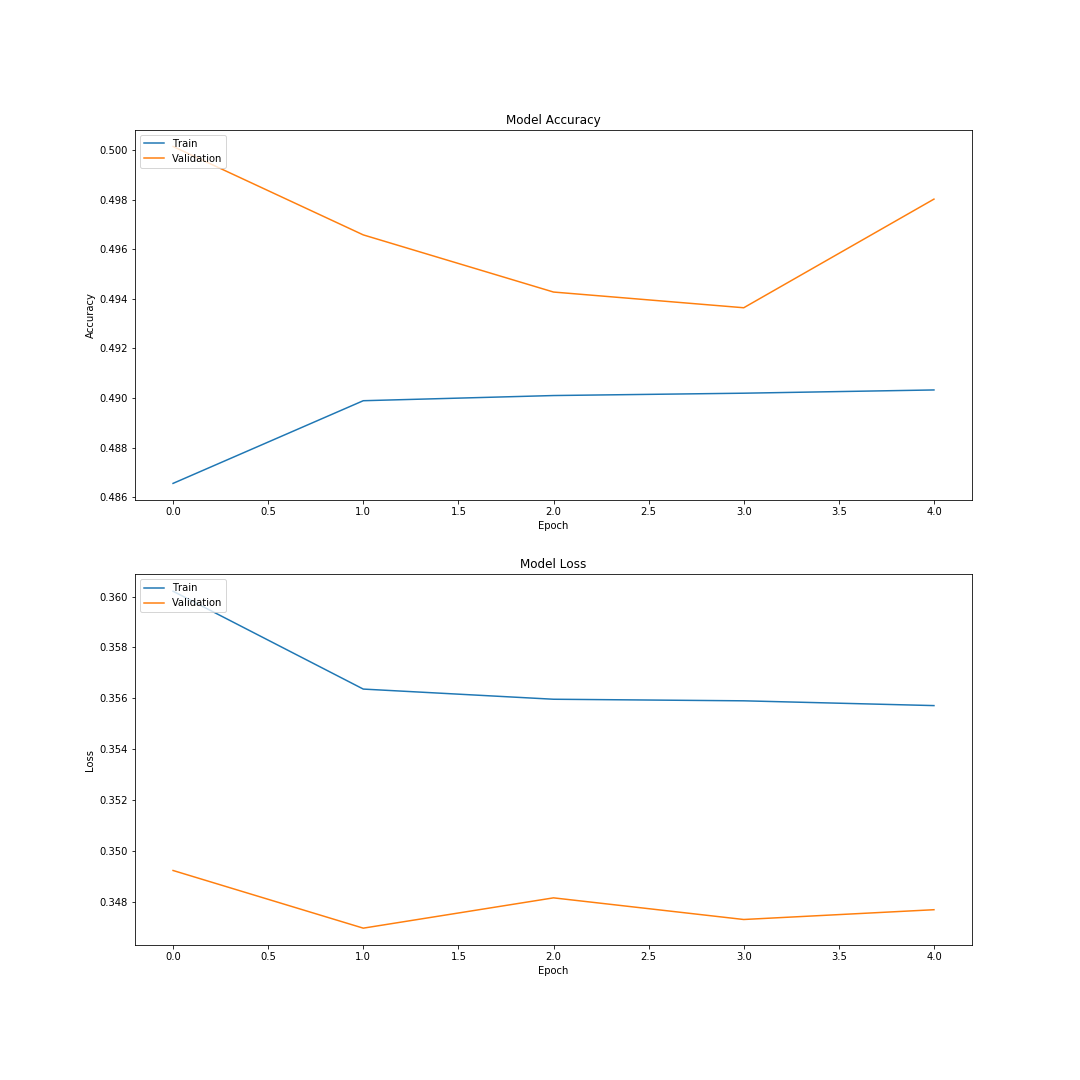 Model Accuracy
Train
Validation
0.500
0.498
0.496
0.494
0.492
0.490
0.488
0.486
Accuracy
0.0 0.5 1.0 1.5 2.0 2.5 3.0 3.5 4.0
Epoch
Model Loss
Train
Validation
0.360
0.358
0.356
0.354
0.352
0.350
0.348
Loss
0.0 0.5 1.0 1.5 2.0 2.5 3.0 3.5 4.0
Epoch